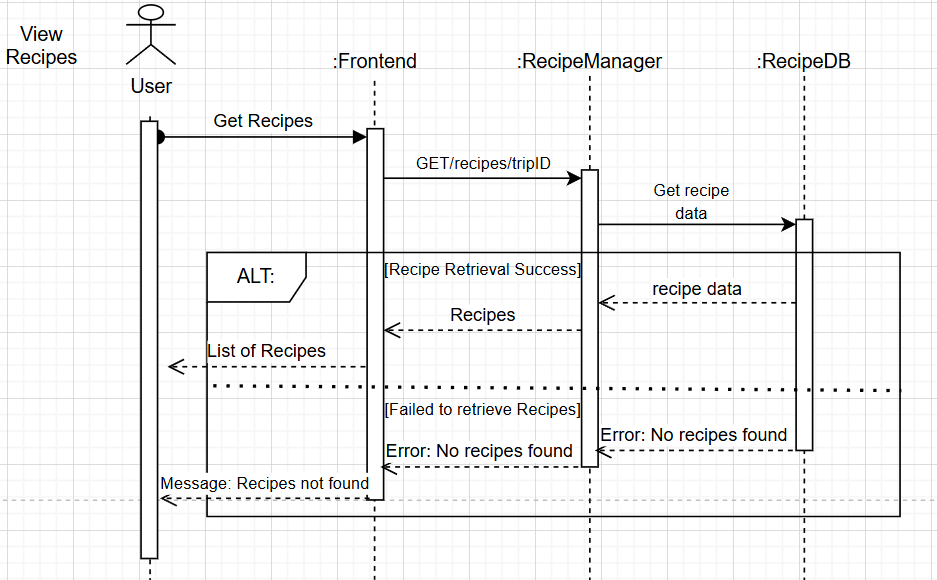 View
Recipes
User
:Frontend
:RecipeManager
:RecipeDB
Get Recipes
GET/recipes/tripID
Get recipe
data
ALT:
[Recipe Retrieval Success]
recipe data
Recipes
List of Recipes
[Failed to retrieve Recipes]
Error: No recipes found
Error: No recipes found
Message: Recipes not found